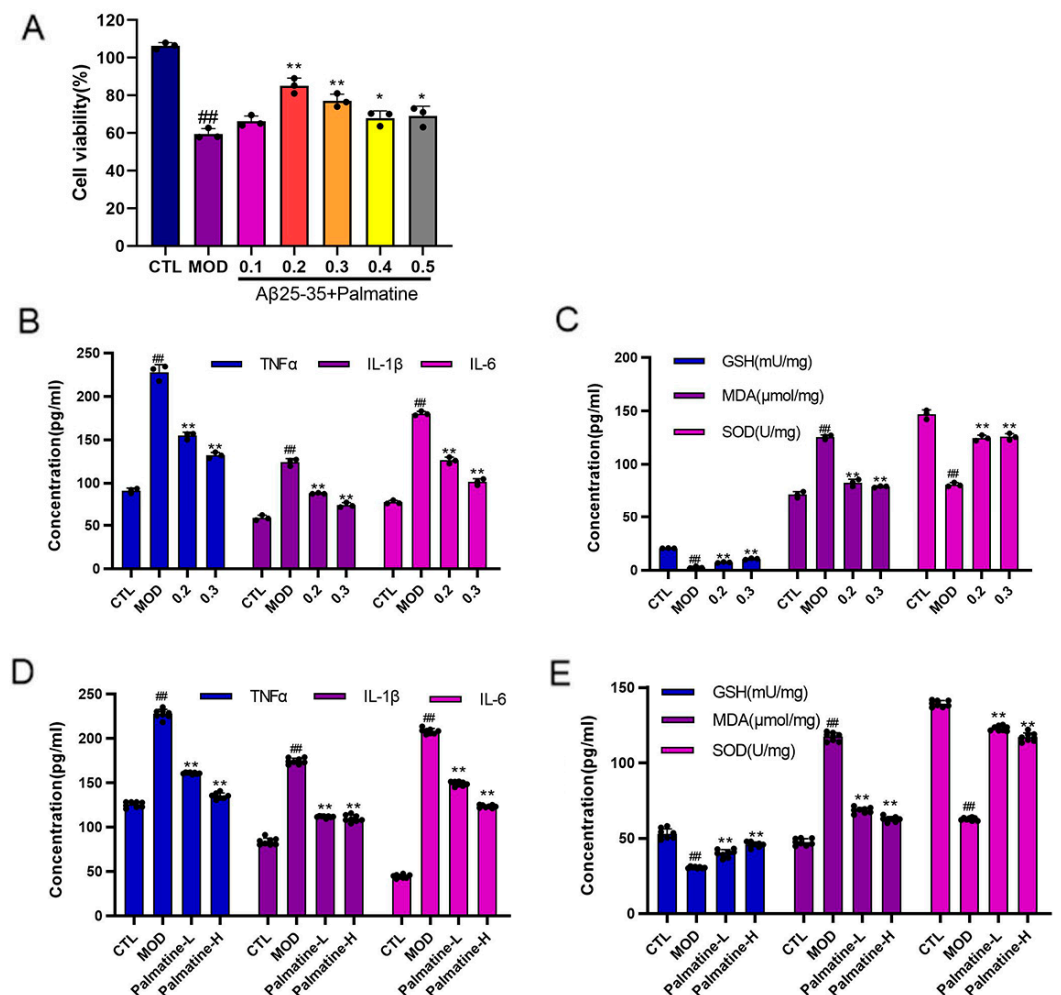 A
Cell viability(%)
120
100
80
60
40
20
0
##
**
**
*
*
CTL MOD 0.1 0.2 0.3 0.4 0.5
Aβ25-35+Palmatine
B
Concentration(pg/ml)
250
200
150
100
50
0
TNFα IL-1β IL-6
## ** ** ## ** ** ## ** **
CTL MOD 0.2 0.3 CTL MOD 0.2 0.3 CTL MOD 0.2 0.3
C
Concentration(pg/ml)
200
150
100
50
0
GSH(mU/mg)
MDA(μmol/mg)
SOD(U/mg)
## ** ** ## ** ** ## ** **
CTL MOD 0.2 0.3 CTL MOD 0.2 0.3 CTL MOD 0.2 0.3
D
Concentration(pg/ml)
250
200
150
100
50
0
TNFα IL-1β IL-6
## ** ** ## ** ** ## ** **
CTL MOD Palmatine-L Palmatine-H CTL MOD Palmatine-L Palmatine-H CTL MOD Palmatine-L Palmatine-H
E
Concentration(pg/ml)
150
100
50
0
GSH(mU/mg)
MDA(μmol/mg)
SOD(U/mg)
## ** ** ## ** ** ## ** **
CTL MOD Palmatine-L Palmatine-H CTL MOD Palmatine-L Palmatine-H CTL MOD Palmatine-L Palmatine-H